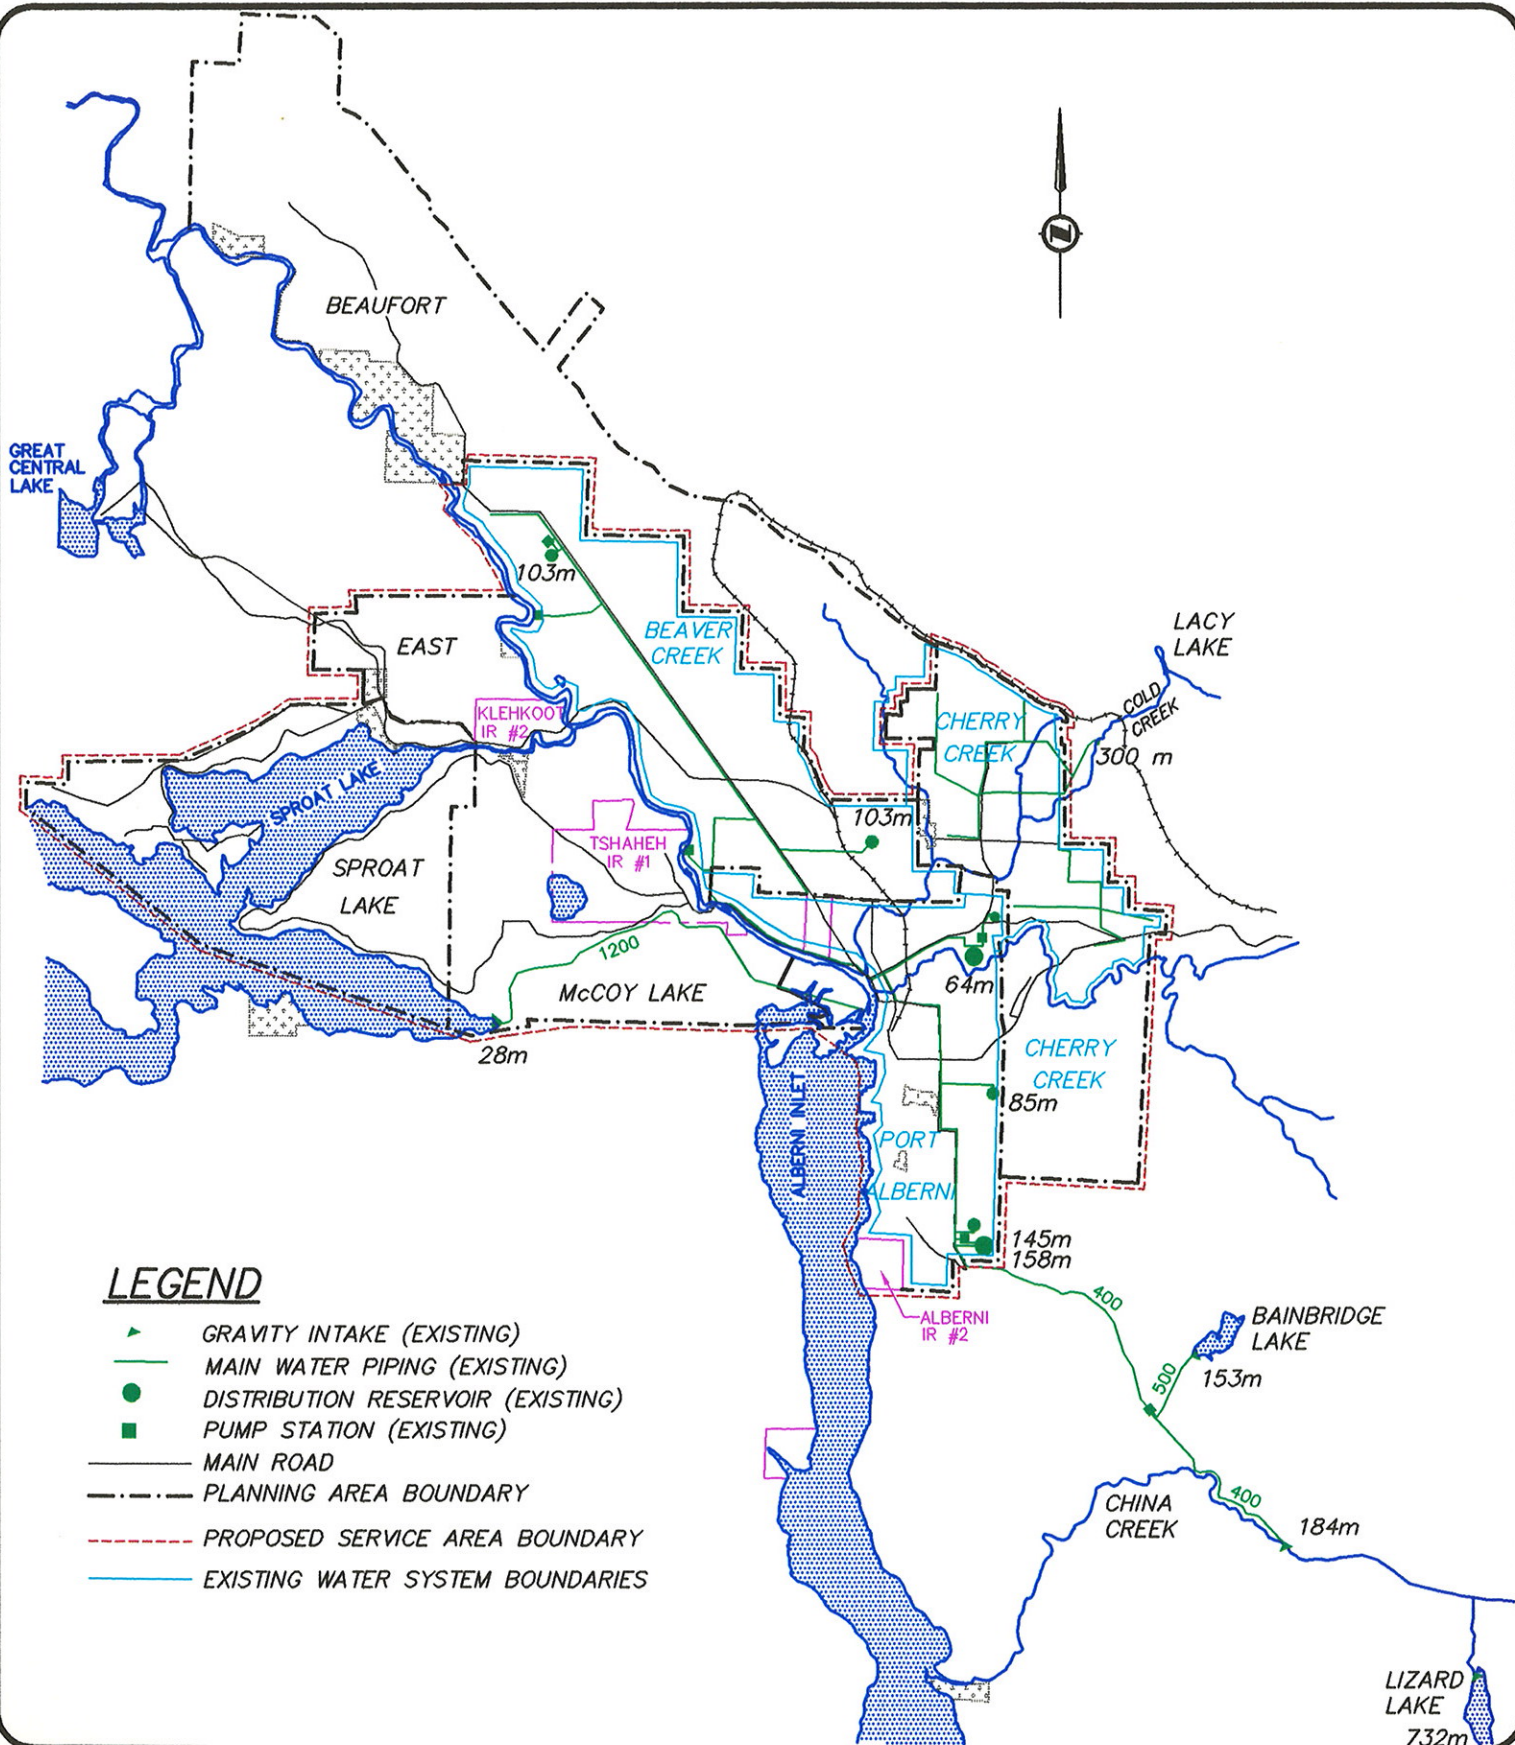 N
BEAUFORT
GREAT
CENTRAL
LAKE
103m
EAST
BEAVER
CREEK
LACY
LAKE
COLD
CREEK
KLEHKOOT
IR #2
CHERRY
CREEK
300 m
SPROAT LAKE
103m
TSHAHEH
IR #1
SPROAT
LAKE
1200
McCOY LAKE
64m
28m
CHERRY
CREEK
85m
ALBERNI INLET
PORT
ALBERNI
145m
158m
400
ALBERNI
IR #2
BAINBRIDGE
LAKE
500
153m
CHINA
CREEK
400
184m
LIZARD
LAKE
732m
LEGEND
GRAVITY INTAKE (EXISTING)
MAIN WATER PIPING (EXISTING)
DISTRIBUTION RESERVOIR (EXISTING)
PUMP STATION (EXISTING)
MAIN ROAD
PLANNING AREA BOUNDARY
PROPOSED SERVICE AREA BOUNDARY
EXISTING WATER SYSTEM BOUNDARIES